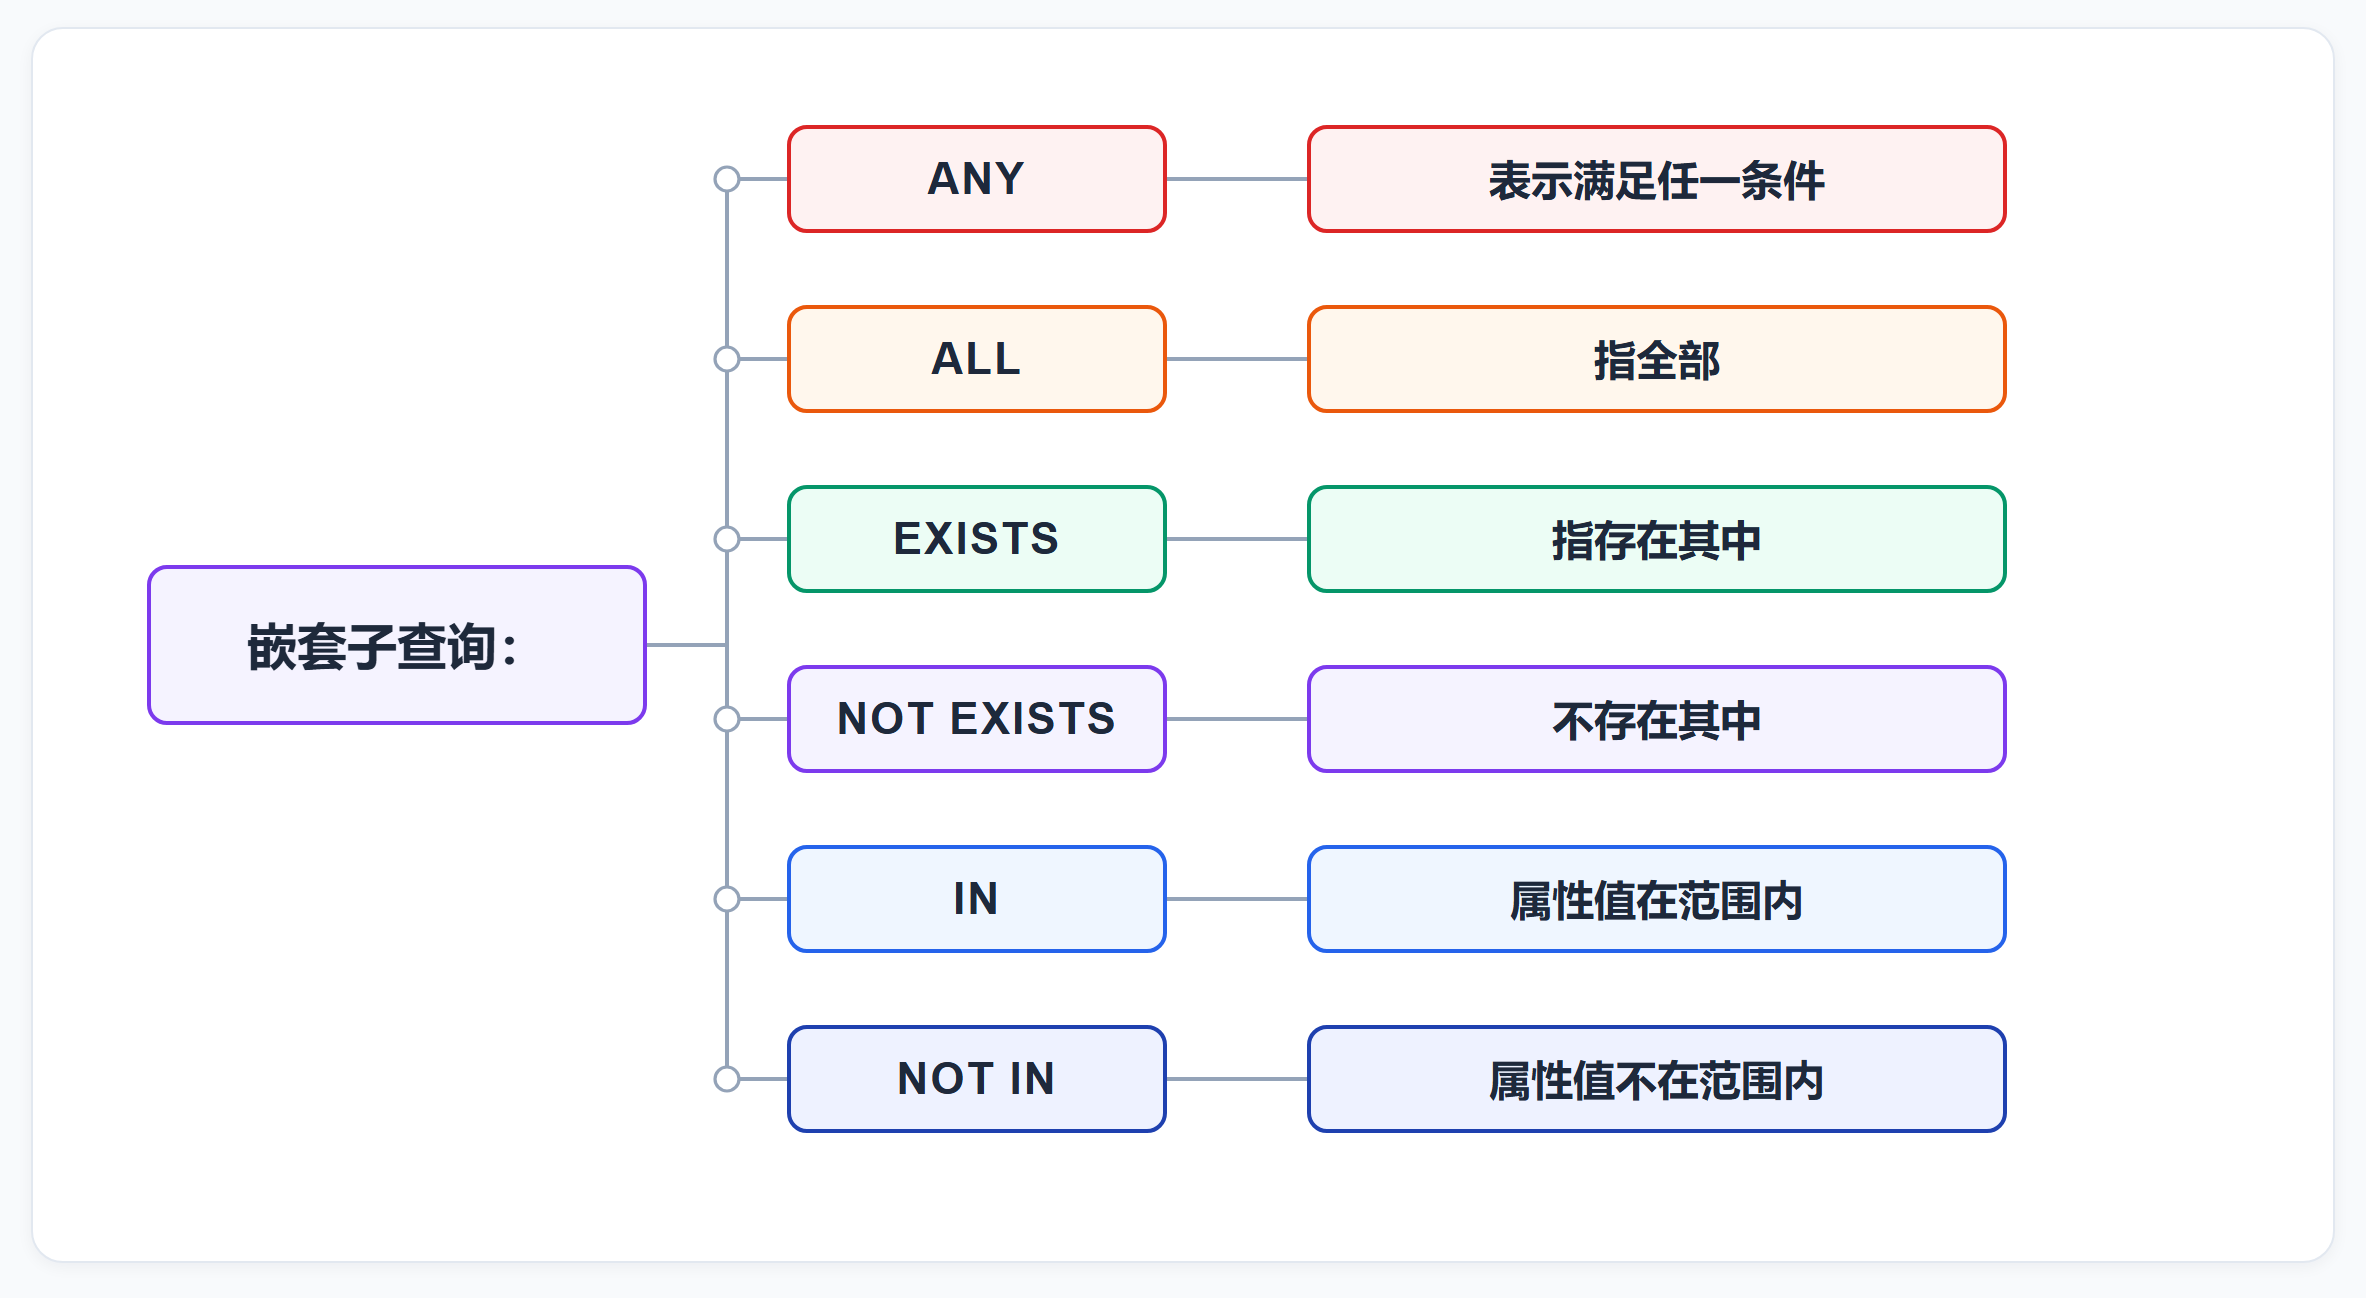 嵌套子查询：
ANY
表示满足任一条件
ALL
指全部
EXISTS
指存在其中
NOT EXISTS
不存在其中
IN
属性值在范围内
NOT IN
属性值不在范围内